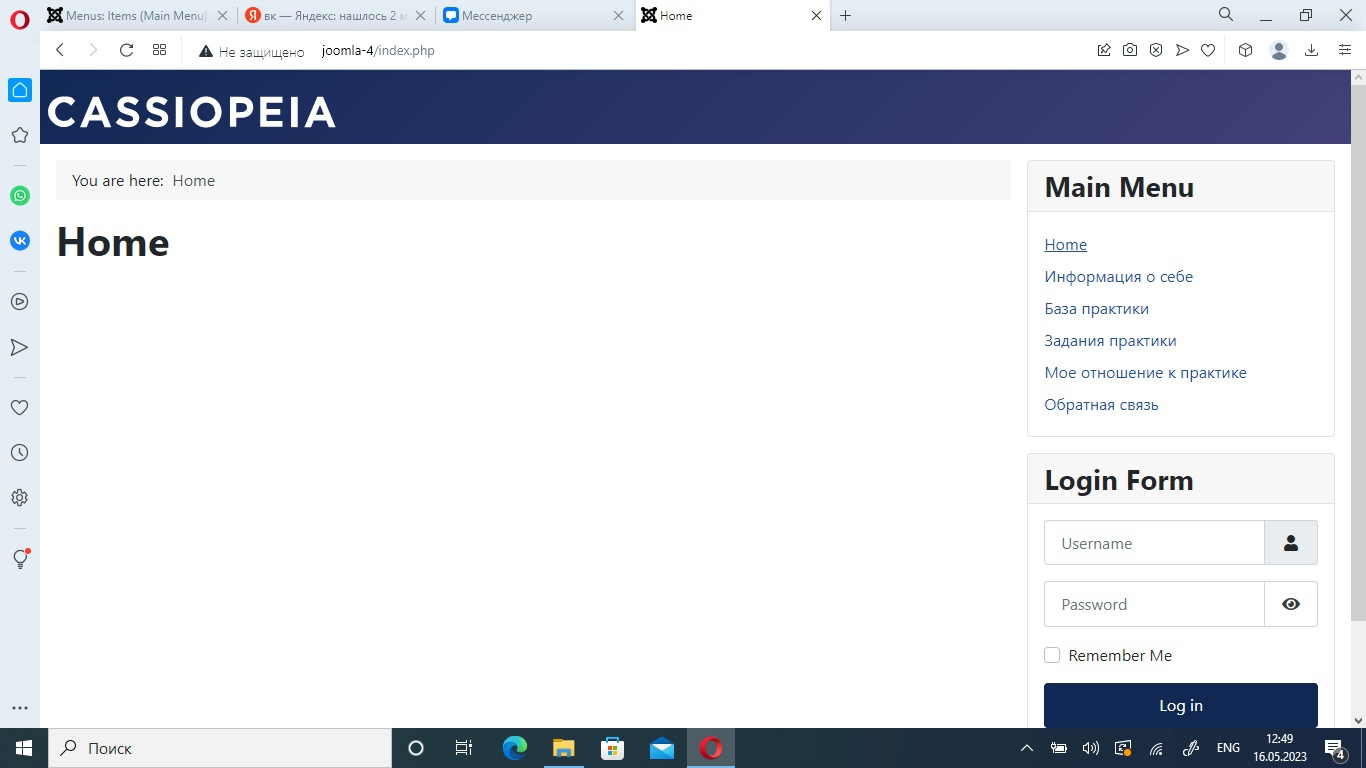 Menus: Items (Main Menu)
вк — Яндекс: нашлось 2 м
Мессенджер
Home
Не защищено joomla-4/index.php
CASSIOPEIA
You are here: Home
Home
Main Menu
Home
Информация о себе
База практики
Задания практики
Мое отношение к практике
Обратная связь
Login Form
Username
Password
Remember Me
Log in
Поиск
ENG
12:49
16.05.2023
4